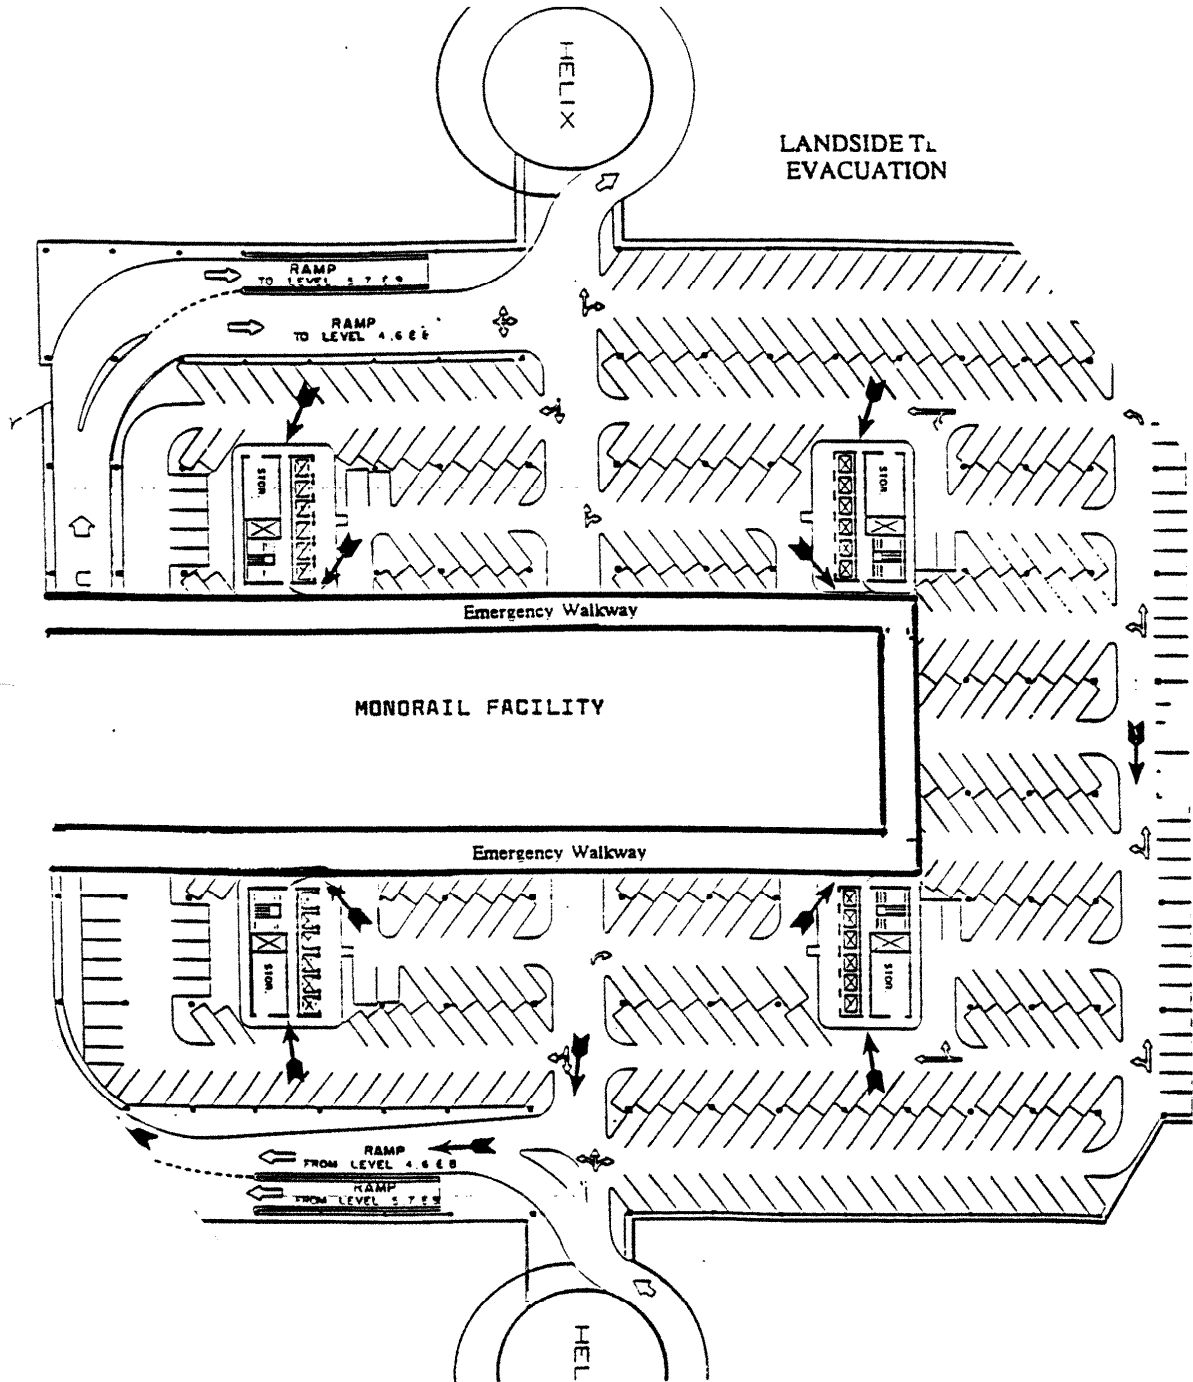 HELIX
LANDSIDE
EVACUATION
RAMP
TO LEVEL 5 7 & 9
RAMP
TO LEVEL 4,6 &
STOR.
STOR.
Emergency Walkway
MONORAIL FACILITY
Emergency Walkway
STOR.
STOR.
RAMP
FROM LEVEL 4,6 & 8
RAMP
FROM LEVEL 5 7 & 9
HEL